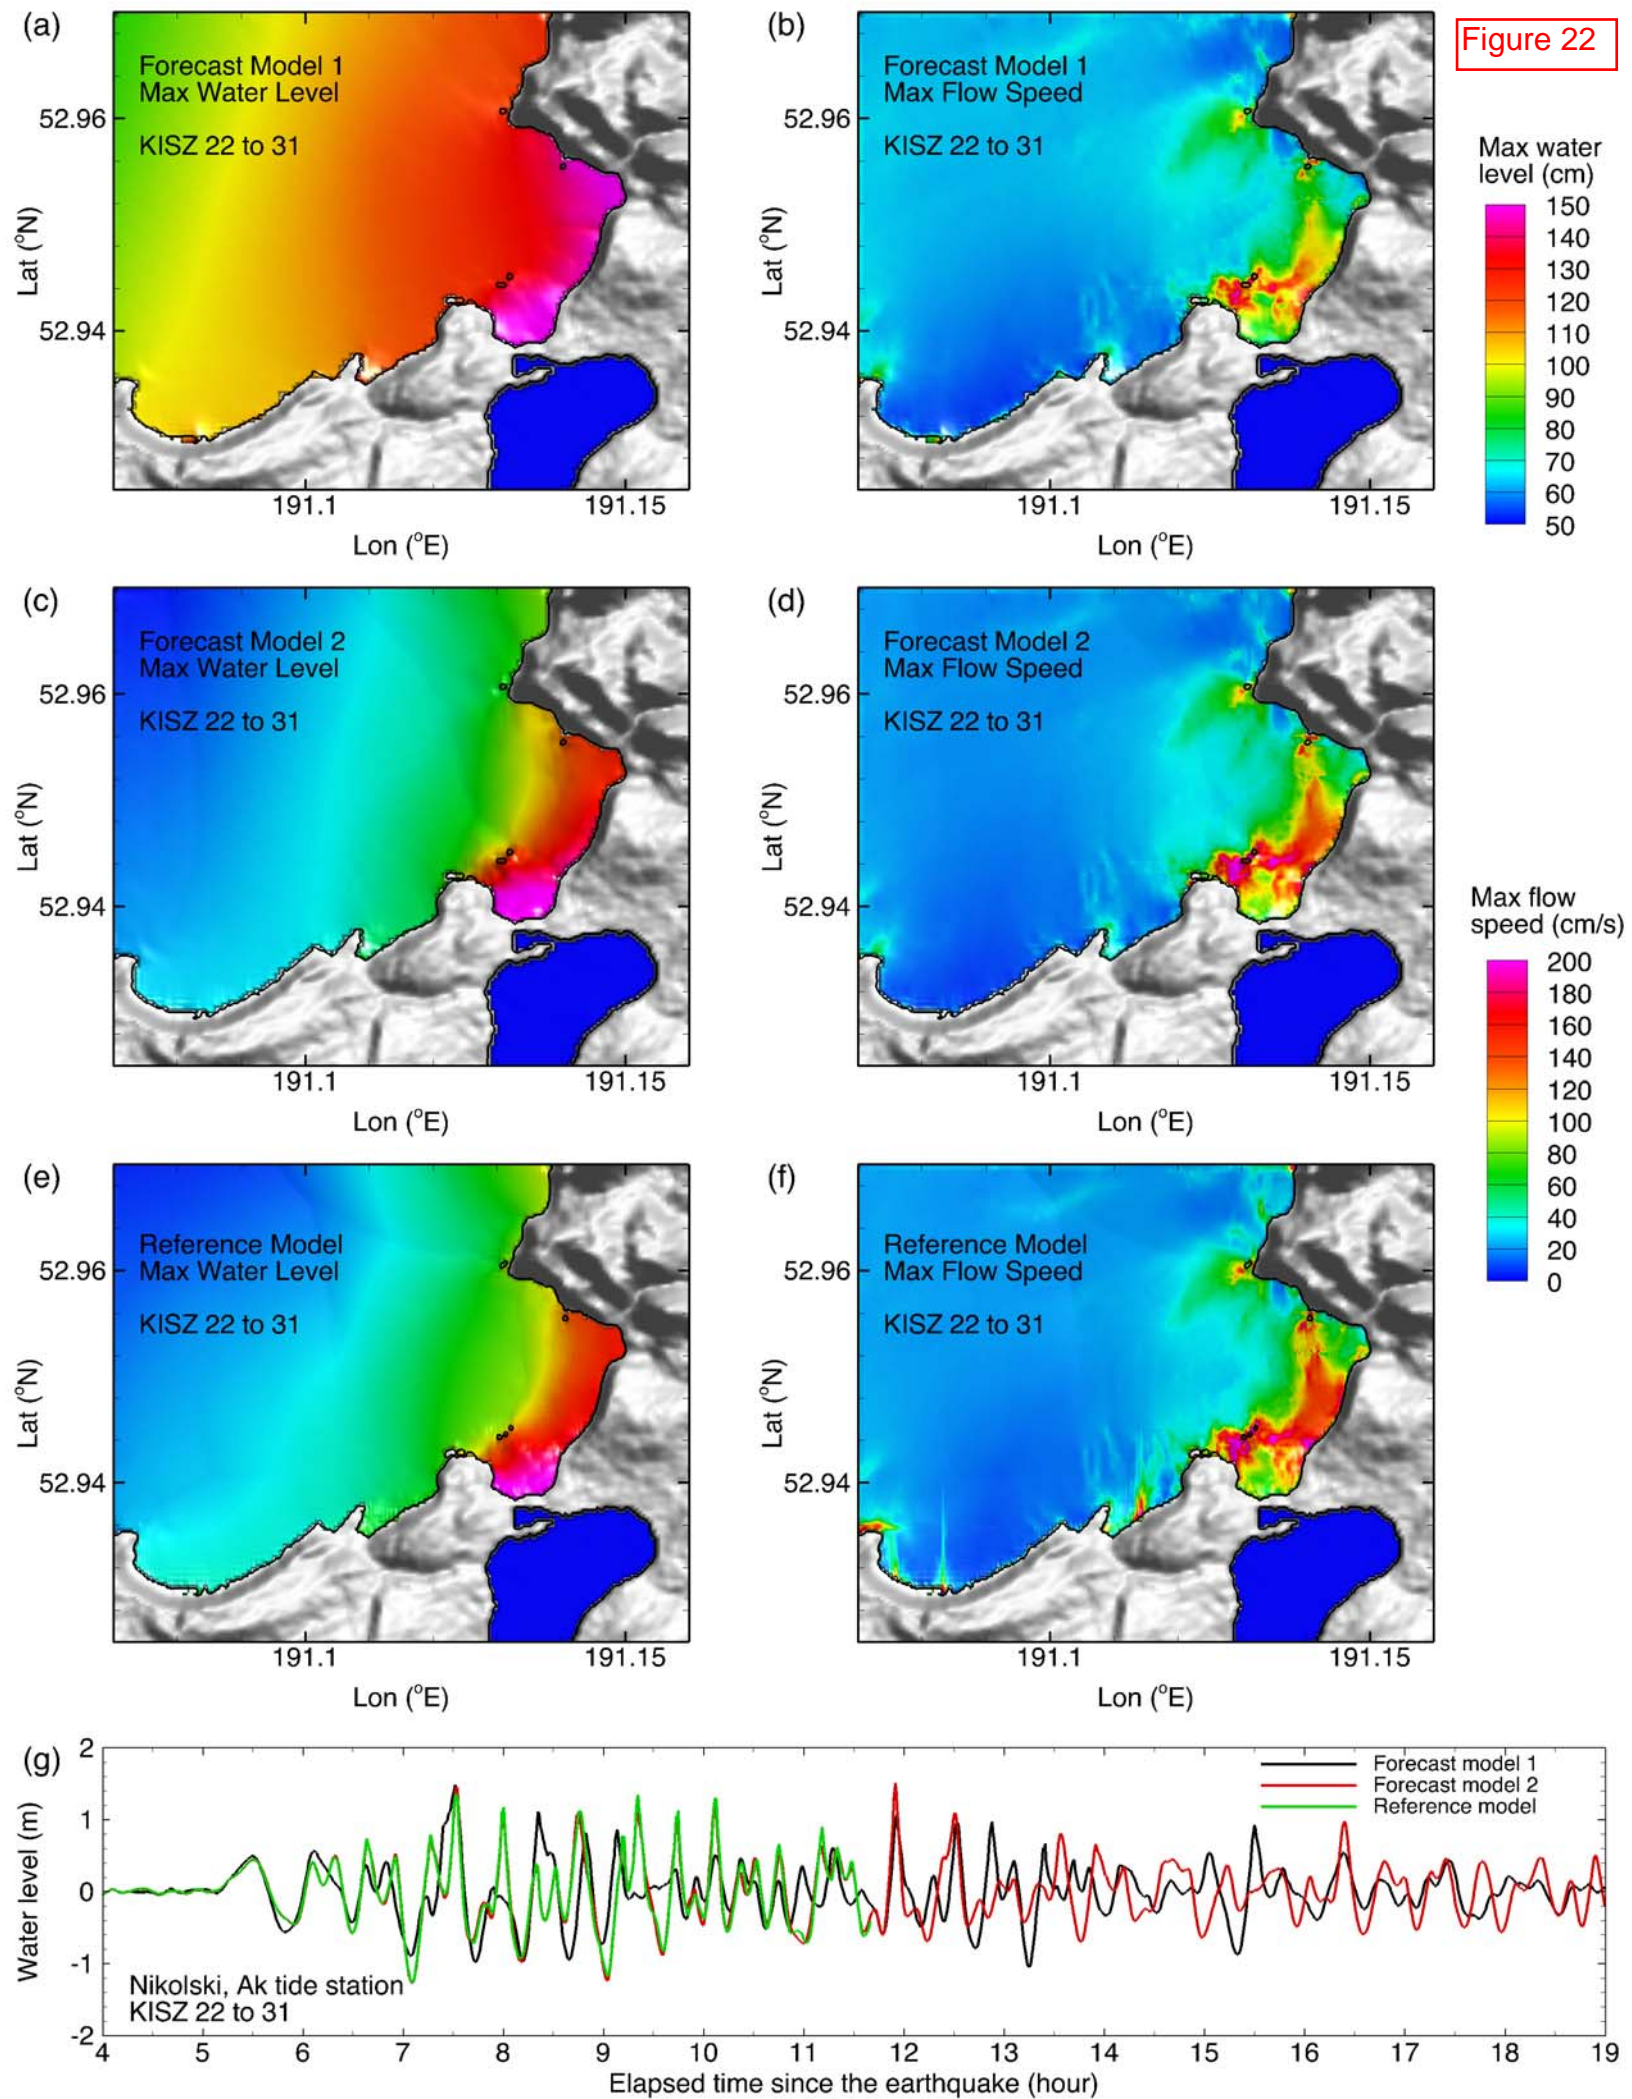 Figure 22
(a)
Forecast Model 1
Max Water Level
KISZ 22 to 31
52.96
52.94
Lat (°N)
191.1
191.15
Lon (°E)
(b)
Forecast Model 1
Max Flow Speed
KISZ 22 to 31
52.96
52.94
Lat (°N)
191.1
191.15
Lon (°E)
Max water
level (cm)
150
140
130
120
110
100
90
80
70
60
50
(c)
Forecast Model 2
Max Water Level
KISZ 22 to 31
52.96
52.94
Lat (°N)
191.1
191.15
Lon (°E)
(d)
Forecast Model 2
Max Flow Speed
KISZ 22 to 31
52.96
52.94
Lat (°N)
191.1
191.15
Lon (°E)
Max flow
speed (cm/s)
200
180
160
140
120
100
80
60
40
20
0
(e)
Reference Model
Max Water Level
KISZ 22 to 31
52.96
52.94
Lat (°N)
191.1
191.15
Lon (°E)
(f)
Reference Model
Max Flow Speed
KISZ 22 to 31
52.96
52.94
Lat (°N)
191.1
191.15
Lon (°E)
(g)
2
1
0
-1
-2
Water level (m)
Forecast model 1
Forecast model 2
Reference model
Nikolski, Ak tide station
KISZ 22 to 31
4 5 6 7 8 9 10 11 12 13 14 15 16 17 18 19
Elapsed time since the earthquake (hour)